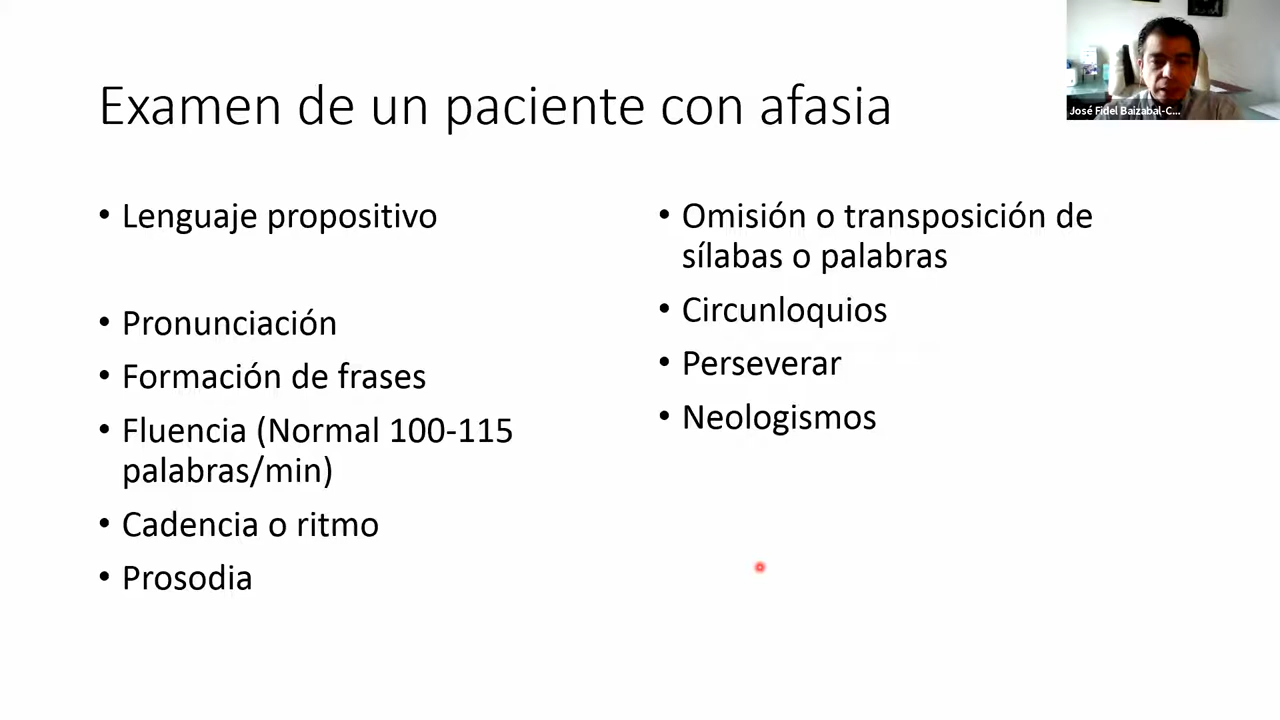 Examen de un paciente con afasia
José Fidel Baizabal-C...
• Lenguaje propositivo
• Pronunciación
• Formación de frases
• Fluencia (Normal 100-115
palabras/min)
• Cadencia o ritmo
• Prosodia
• Omisión o transposición de
sílabas o palabras
• Circunloquios
• Perseverar
• Neologismos